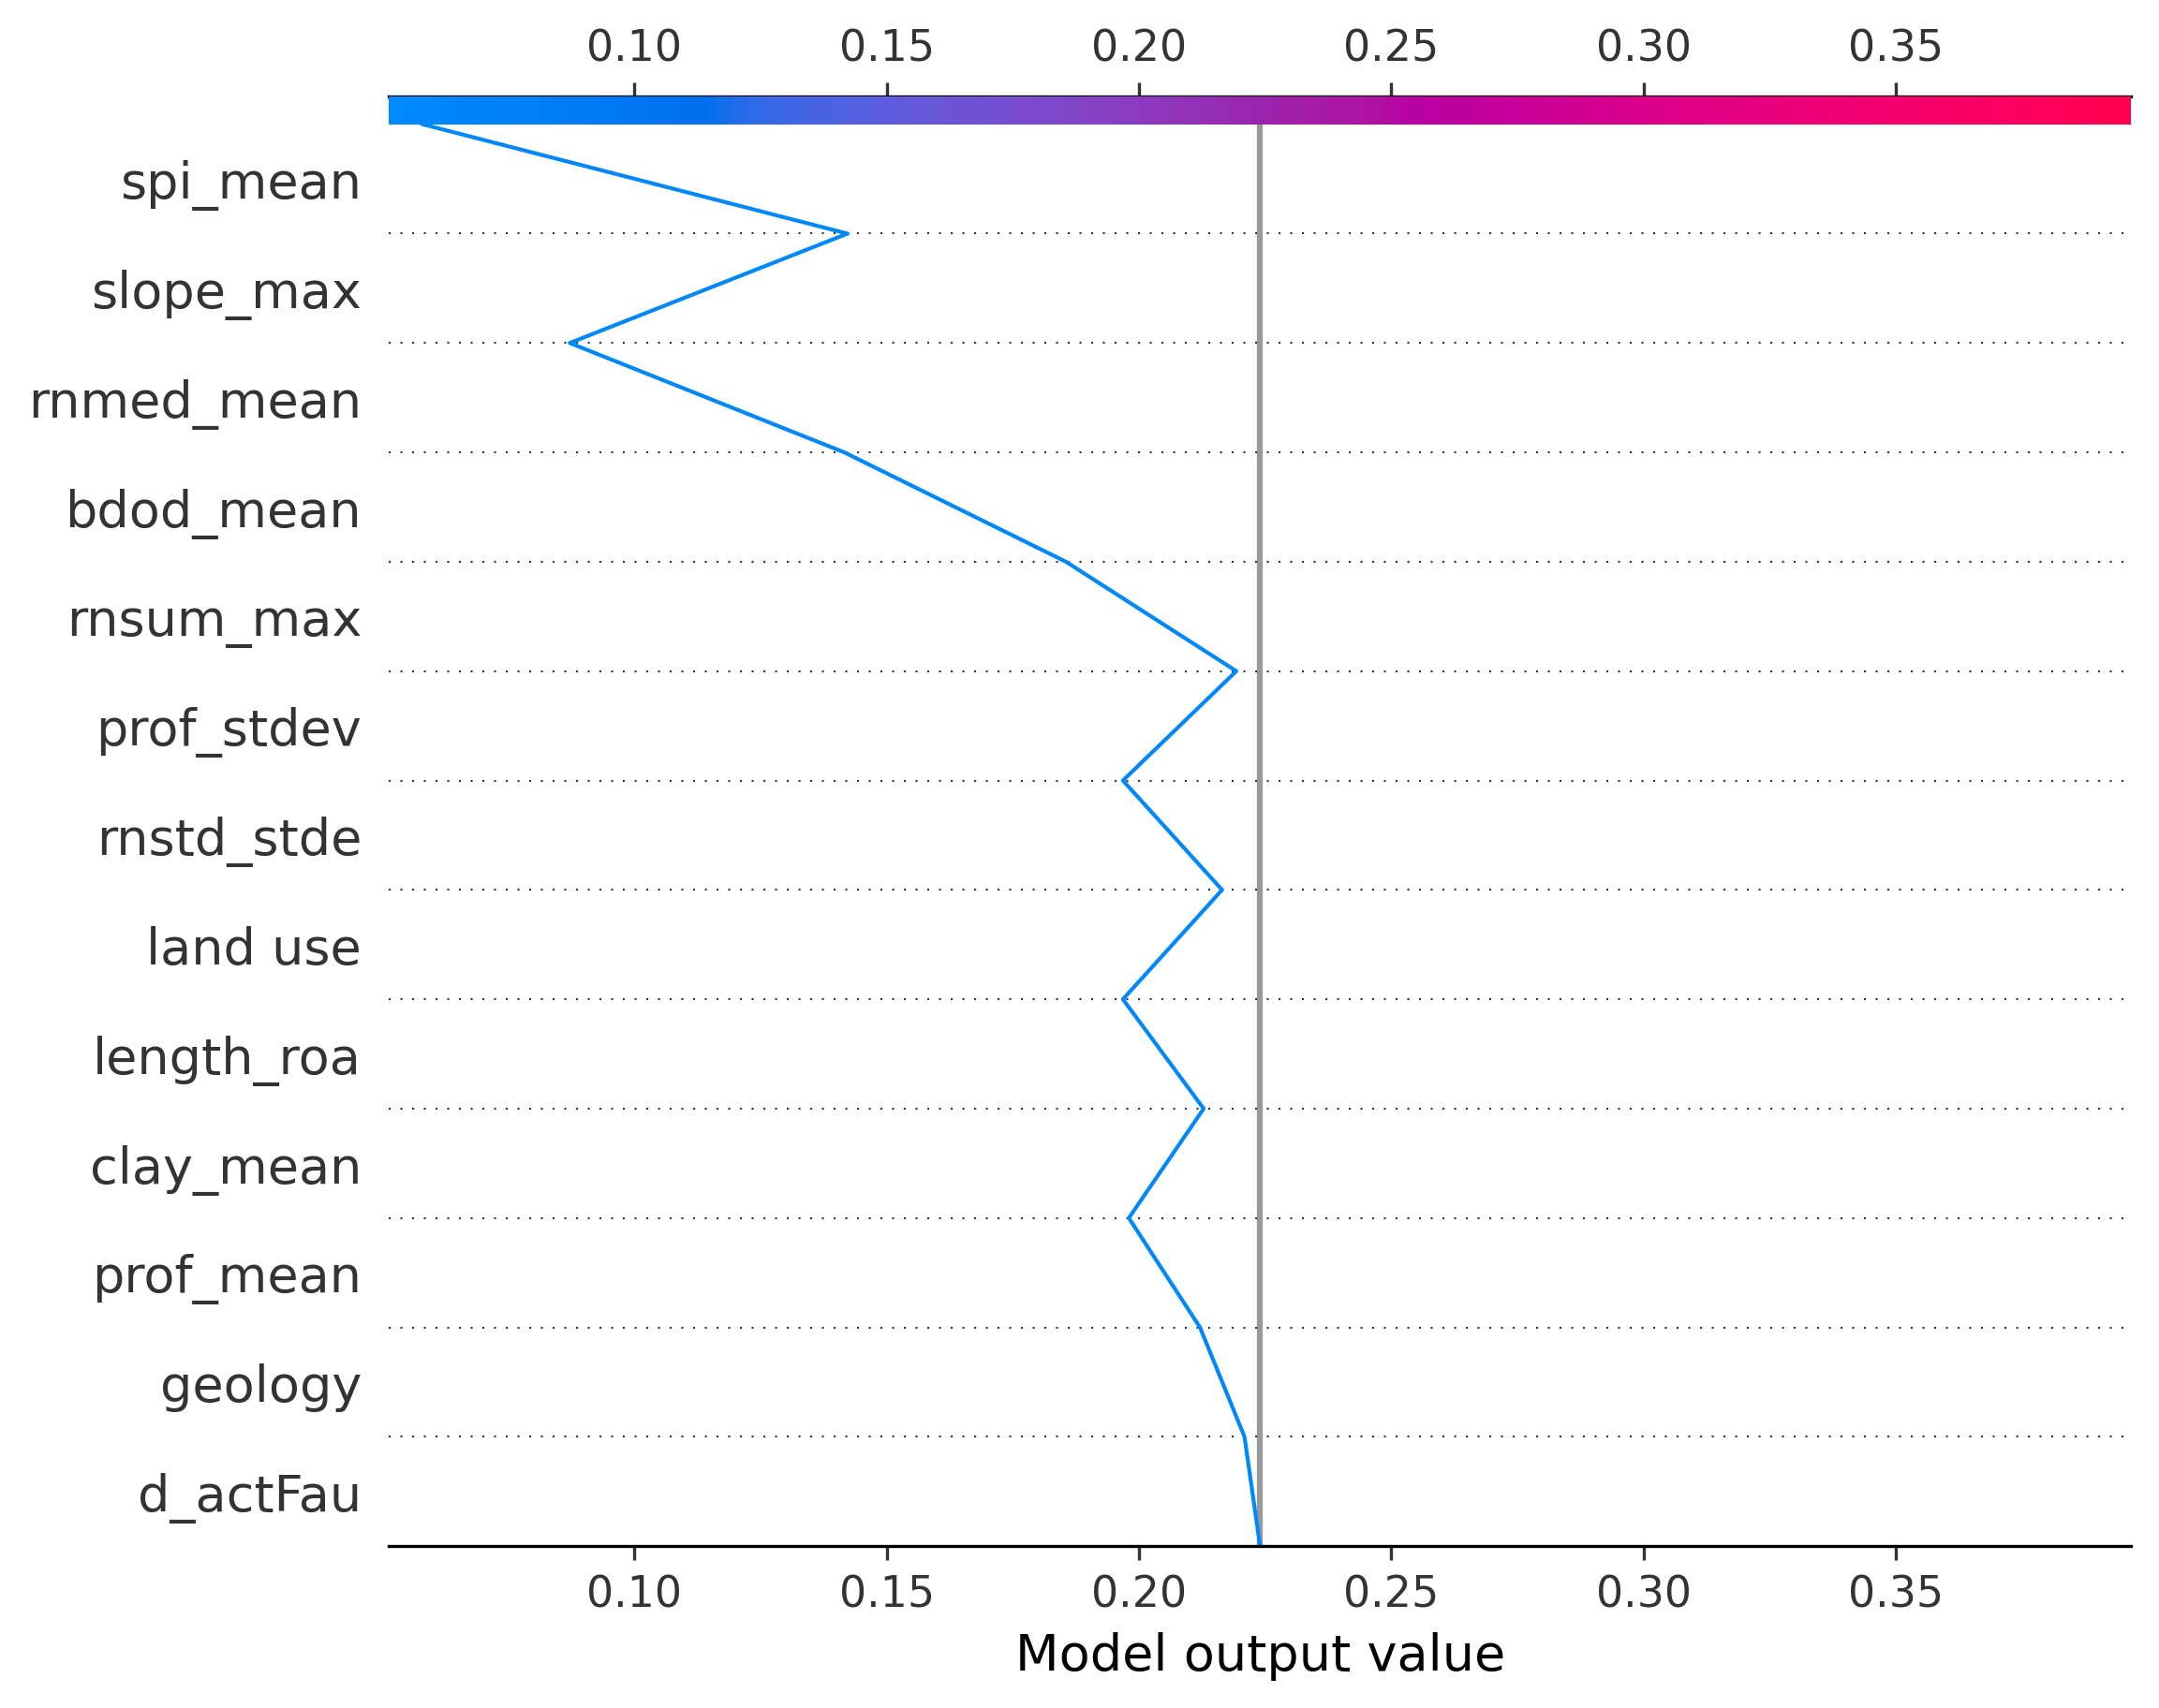 0.10 0.15 0.20 0.25 0.30 0.35
spi_mean
slope_max
rnmed_mean
bdod_mean
rnsum_max
prof_stdev
rnstd_stde
land use
length_roa
clay_mean
prof_mean
geology
d_actFau
0.10 0.15 0.20 0.25 0.30 0.35
Model output value